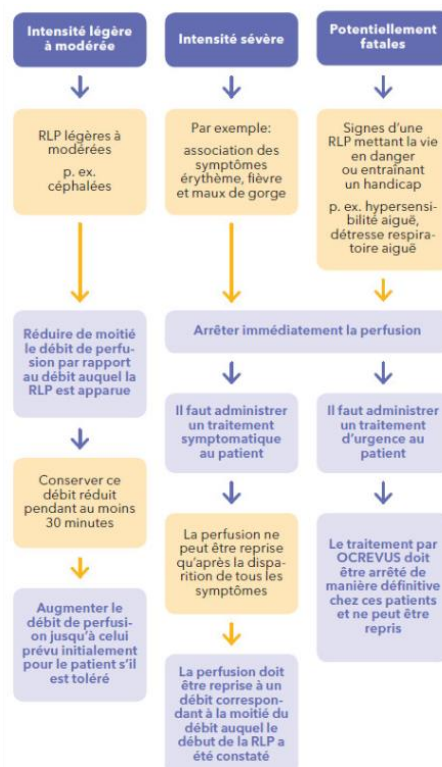 Intensité légère
à modérée
RLP légères à
modérées
p. ex.
céphalées
Réduire de moitié
le débit de perfu-
sion par rapport
au débit auquel la
RLP est apparue
Conserver ce
débit réduit
pendant au moins
30 minutes
Augmenter le
débit de perfusi-
on jusqu'à celui
prévu initialement
pour le patient s'il
est toléré
Intensité sévère
Par exemple:
association des
symptômes
érythème, fièvre
et maux de gorge
Arrêter immédiatement la perfusion
Il faut administrer
un traitement
symptomatique
au patient
La perfusion ne
peut être reprise
qu'après la dispa-
rition de tous les
symptômes
La perfusion doit
être reprise à un
débit correspon-
dant à la moitié du
débit auquel le
début de la RLP a
été constaté
Potentiellement
fatales
Signes d'une
RLP mettant la vie
en danger
ou entraînant
un handicap
p. ex. hypersensi-
bilité aiguë,
détresse respira-
toire aiguë
Il faut administrer
un traitement
d'urgence au
patient
Le traitement par
OCREVUS doit
être arrêté de
manière définitive
chez ces patients
et ne peut être
repris